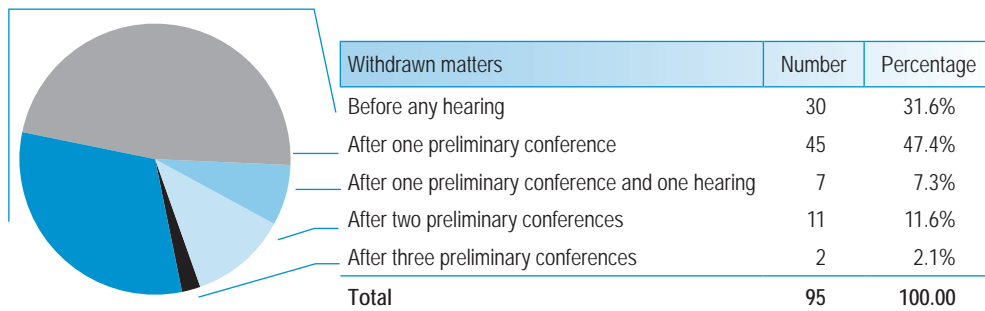 Withdrawn matters Number Percentage
Before any hearing 30 31.6%
After one preliminary conference 45 47.4%
After one preliminary conference and one hearing 7 7.3%
After two preliminary conferences 11 11.6%
After three preliminary conferences 2 2.1%
Total 95 100.00